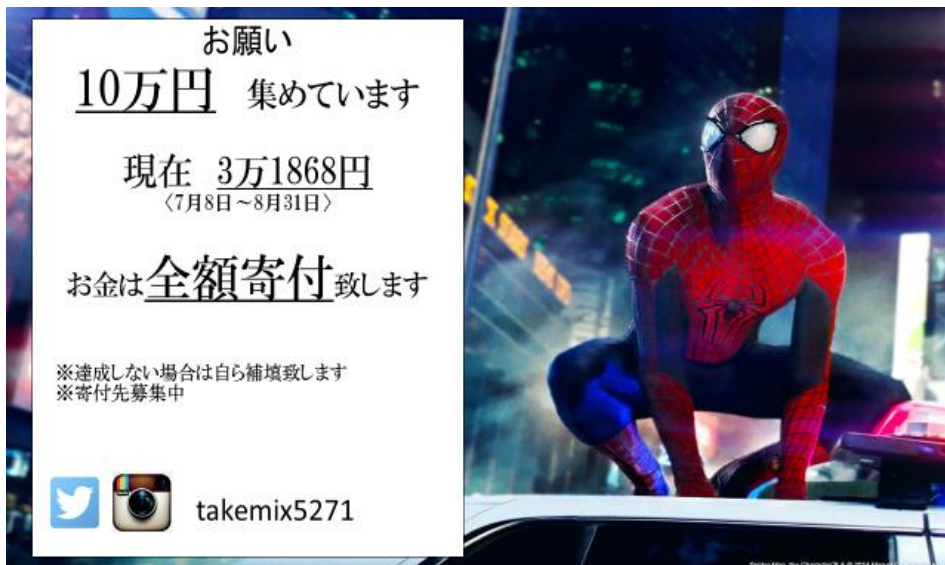 お願い
10万円 集めています
現在 3万1868円
〈7月8日~8月31日〉
お金は全額寄付致します
※達成しない場合は自ら補填致します
※寄付先募集中
takemix5271